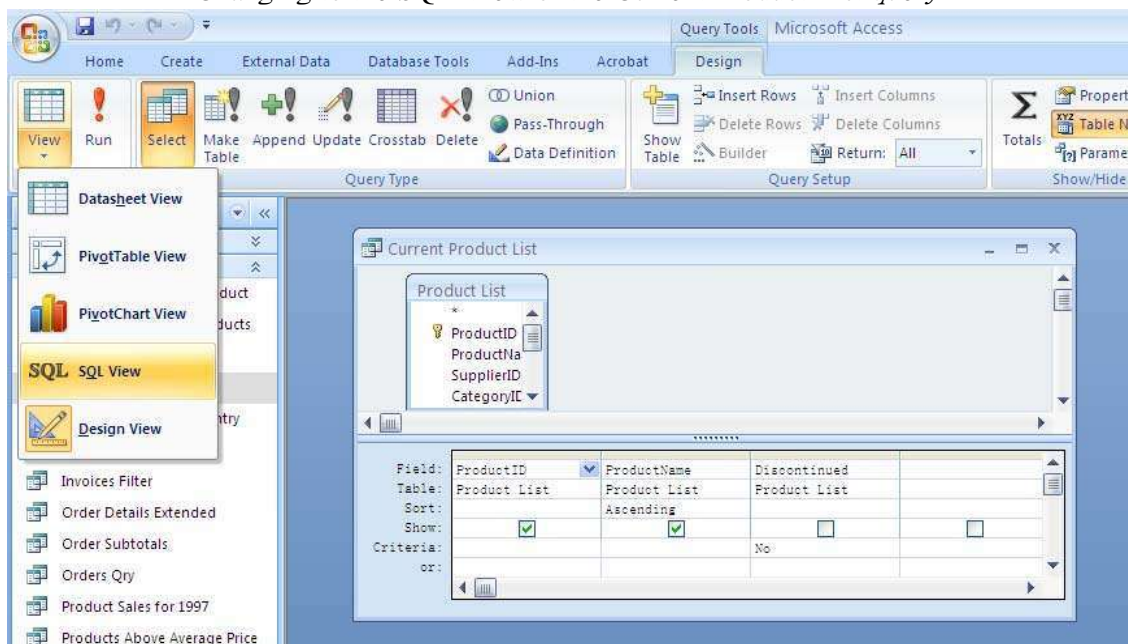 Query Tools Microsoft Access
Home Create External Data Database Tools Add-Ins Acrobat Design
View
Run
Select
Make Table
Append
Update
Crosstab
Delete
Union
Pass-Through
Data Definition
Query Type
Show Table
Insert Rows
Delete Rows
Builder
Insert Columns
Delete Columns
Return: All
Query Setup
Totals
Propert
Table N
Parame
Show/Hide
Datasheet View
PivotTable View
PivotChart View
SQL SQL View
Design View
duct
ducts
ntry
Invoices Filter
Order Details Extended
Order Subtotals
Orders Qry
Product Sales for 1997
Products Above Average Price
Current Product List
Product List
*
ProductID
ProductNa
SupplierID
CategoryID
Field: ProductID ProductName Discontinued
Table: Product List Product List Product List
Sort: Ascending
Show:
Criteria: No
or: